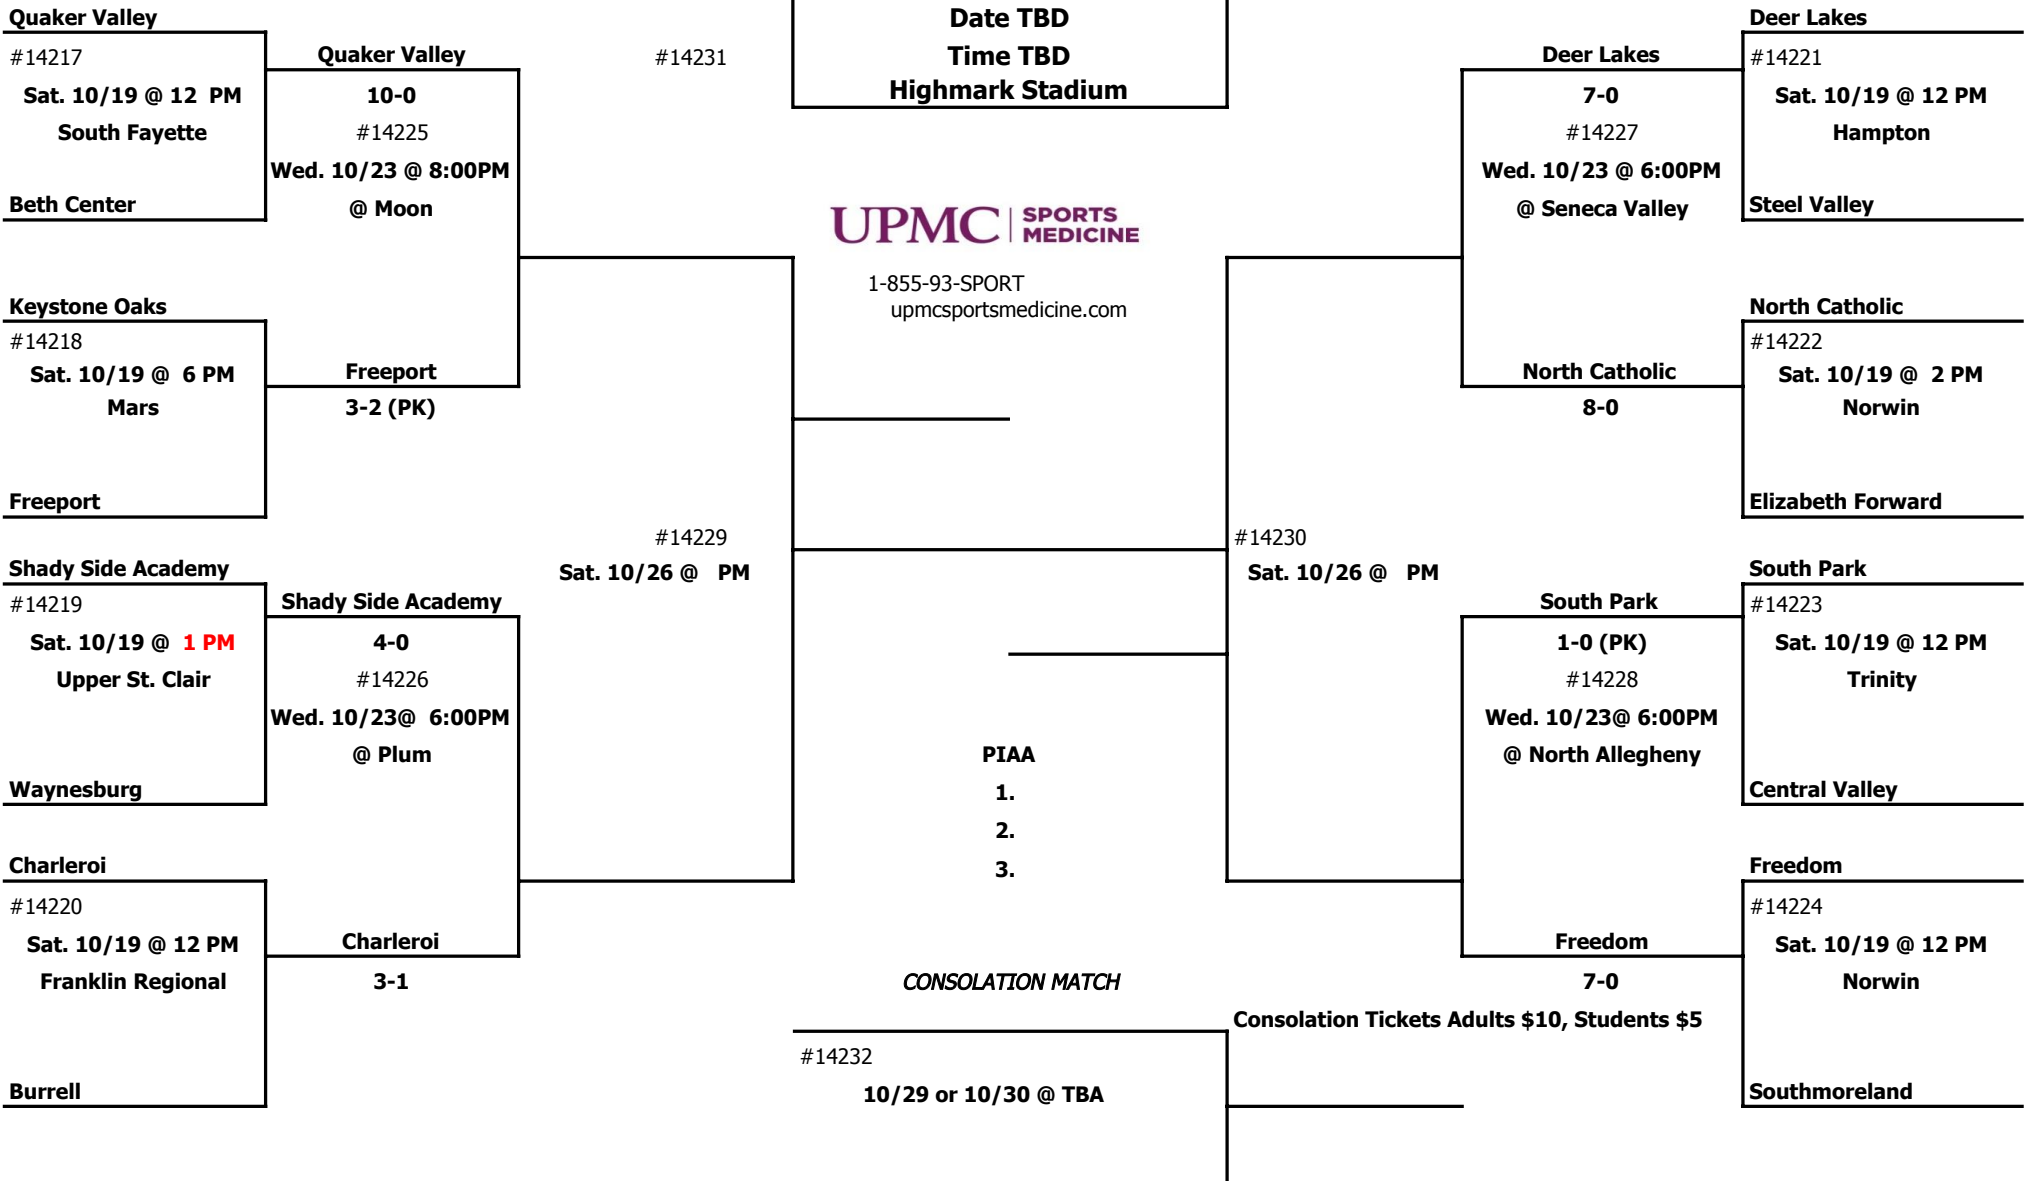 Quaker Valley
#14217
Sat. 10/19 @ 12  PM
South Fayette
Beth Center
Keystone Oaks
#14218
Sat. 10/19 @  6 PM
Mars
Freeport
Shady Side Academy
#14219
Sat. 10/19 @  1 PM
Upper St. Clair
Waynesburg
Charleroi
#14220
Sat. 10/19 @ 12 PM
Franklin Regional
Burrell
Quaker Valley
10-0
#14225
Wed. 10/23 @ 8:00PM
@ Moon
Freeport
3-2 (PK)
Shady Side Academy
4-0
#14226
Wed. 10/23@  6:00PM
@ Plum
Charleroi
3-1
#14231
#14229
Sat. 10/26 @   PM
Date TBD
Time TBD
Highmark Stadium
UPMC | SPORTS
MEDICINE
1-855-93-SPORT
upmcsportsmedicine.com
PIAA
1.
2.
3.
CONSOLATION MATCH
#14232
10/29 or 10/30 @ TBA
#14230
Sat. 10/26 @   PM
Deer Lakes
7-0
#14227
Wed. 10/23 @ 6:00PM
@ Seneca Valley
North Catholic
8-0
South Park
1-0 (PK)
#14228
Wed. 10/23@ 6:00PM
@ North Allegheny
Freedom
7-0
Consolation Tickets Adults $10, Students $5
Deer Lakes
#14221
Sat. 10/19 @ 12 PM
Hampton
Steel Valley
North Catholic
#14222
Sat. 10/19 @  2 PM
Norwin
Elizabeth Forward
South Park
#14223
Sat. 10/19 @ 12 PM
Trinity
Central Valley
Freedom
#14224
Sat. 10/19 @ 12 PM
Norwin
Southmoreland